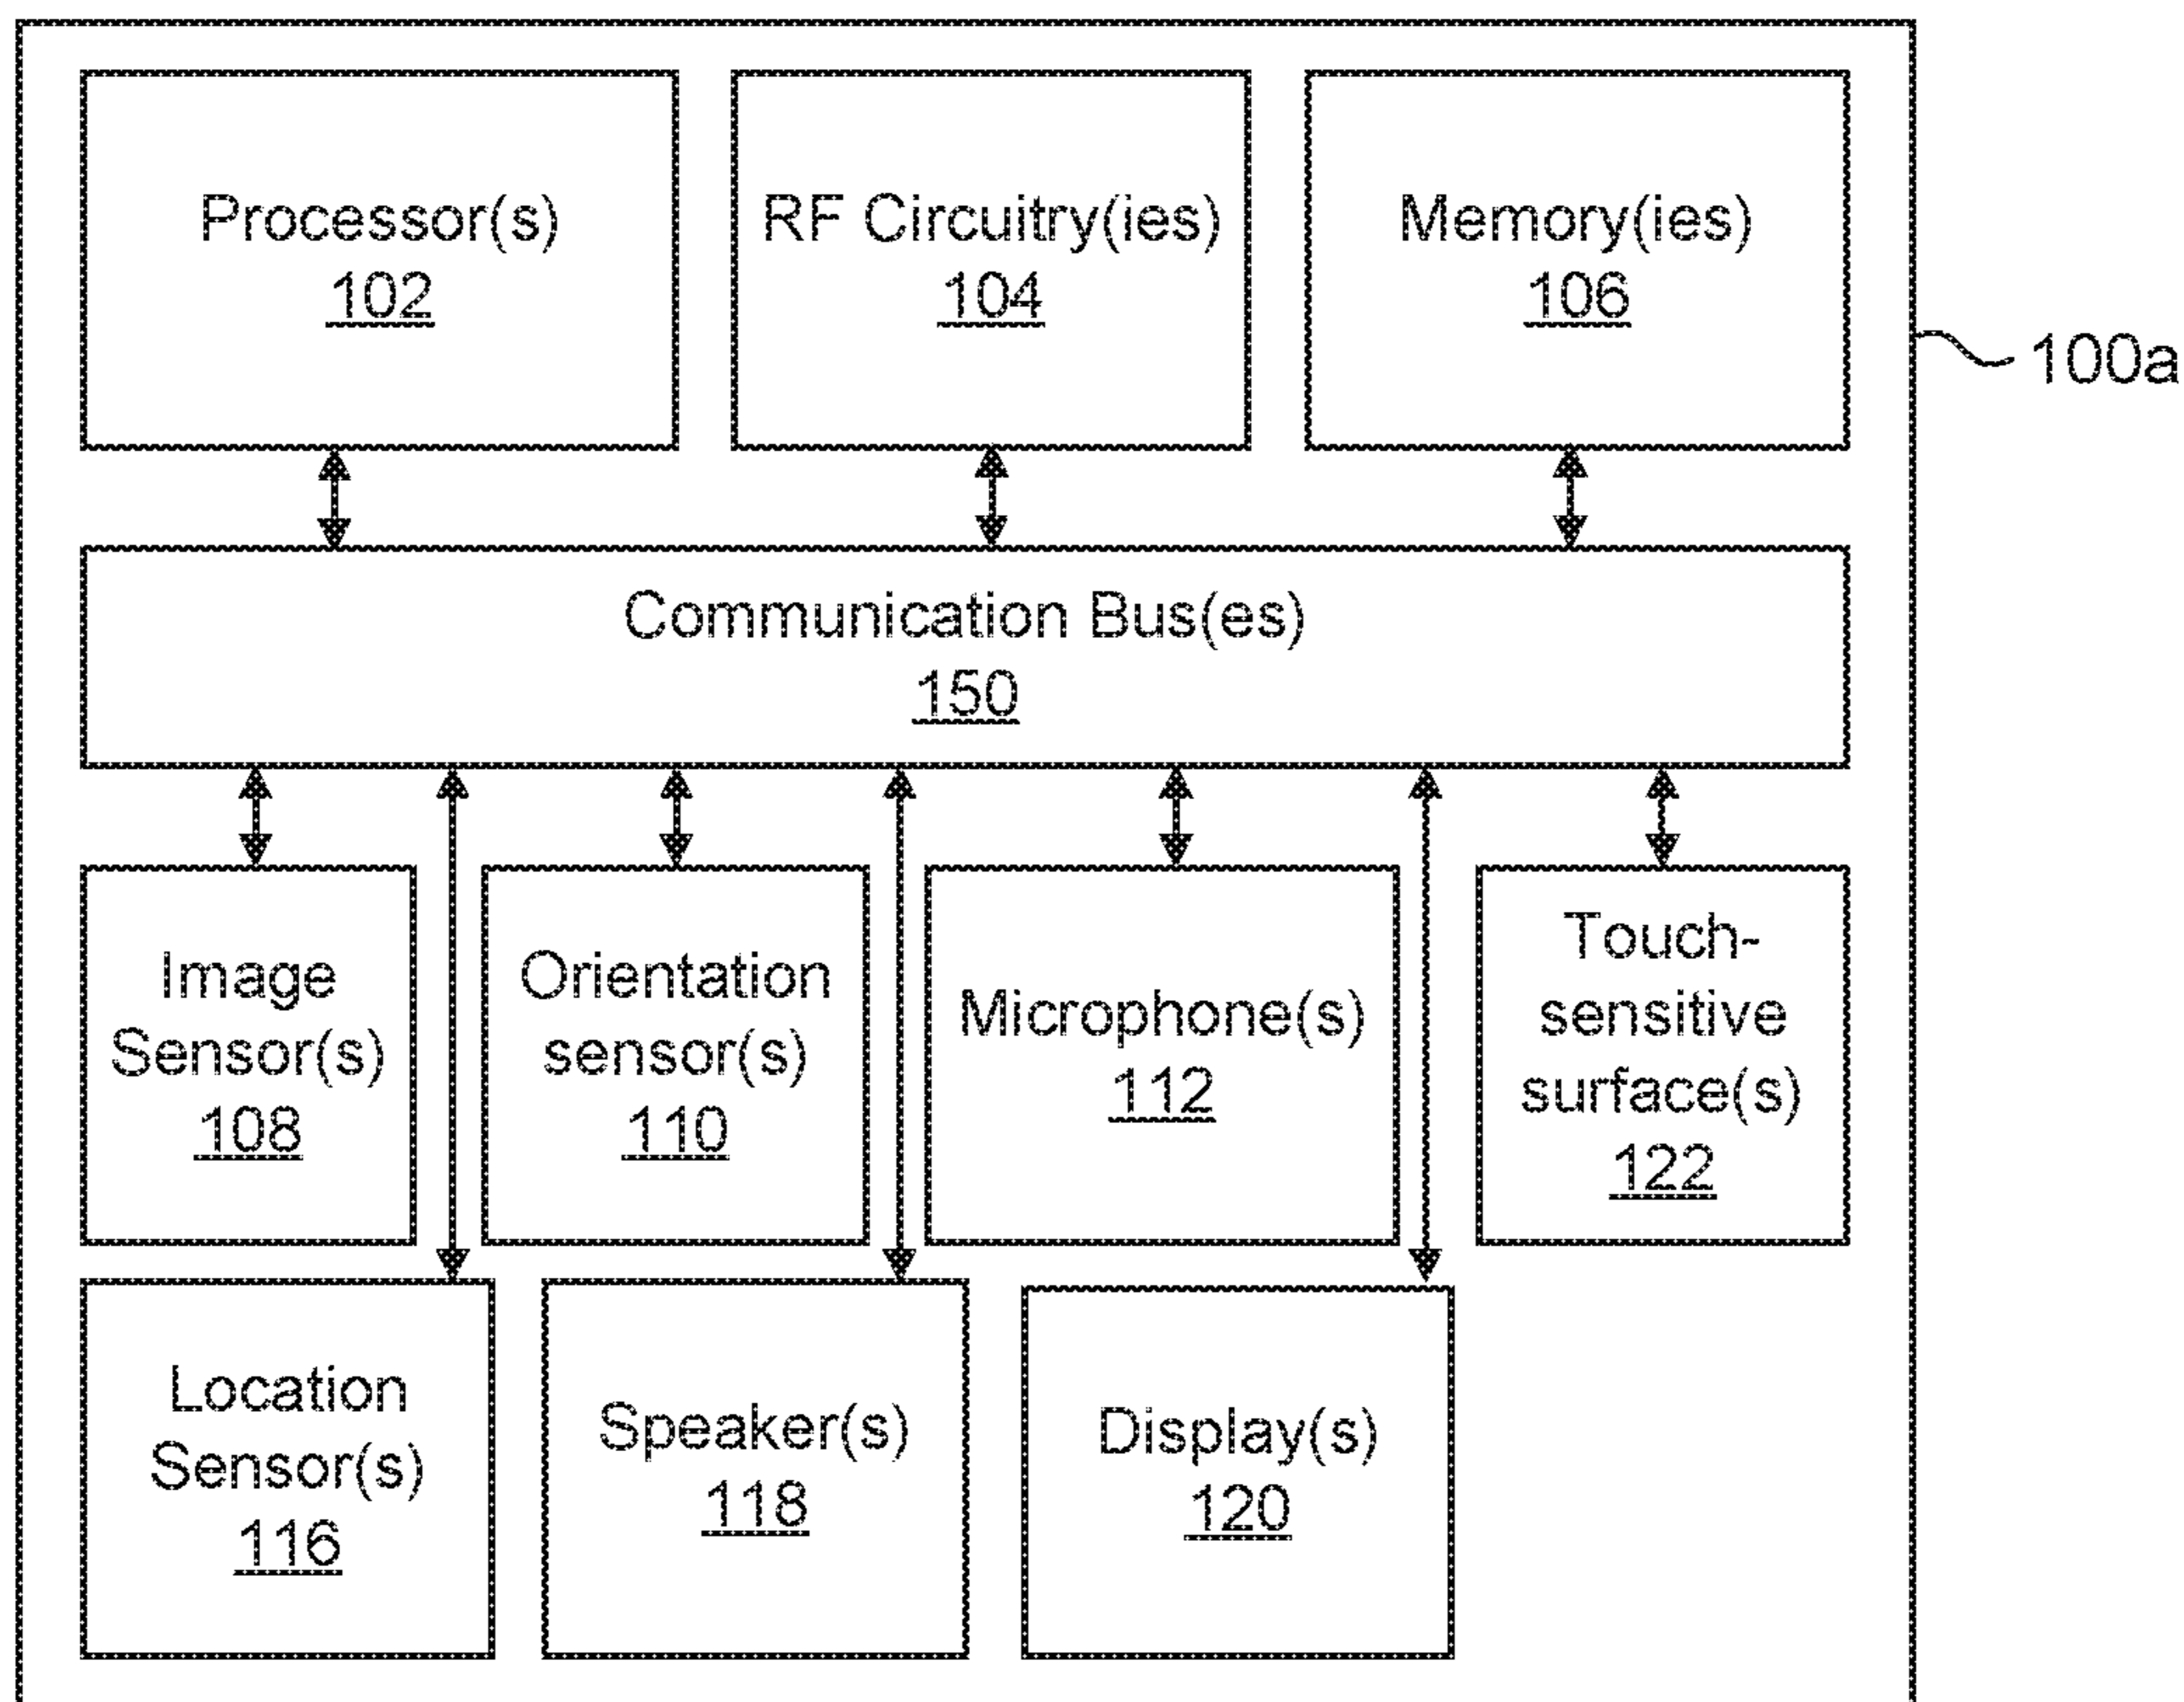 Processor(s)
102
RF Circuitry(ies)
104
Memory(ies)
106
100a
Communication Bus(es)
150
Image
Sensor(s)
108
Orientation
sensor(s)
110
Microphone(s)
112
Touch-
sensitive
surface(s)
122
Location
Sensor(s)
116
Speaker(s)
118
Display(s)
120